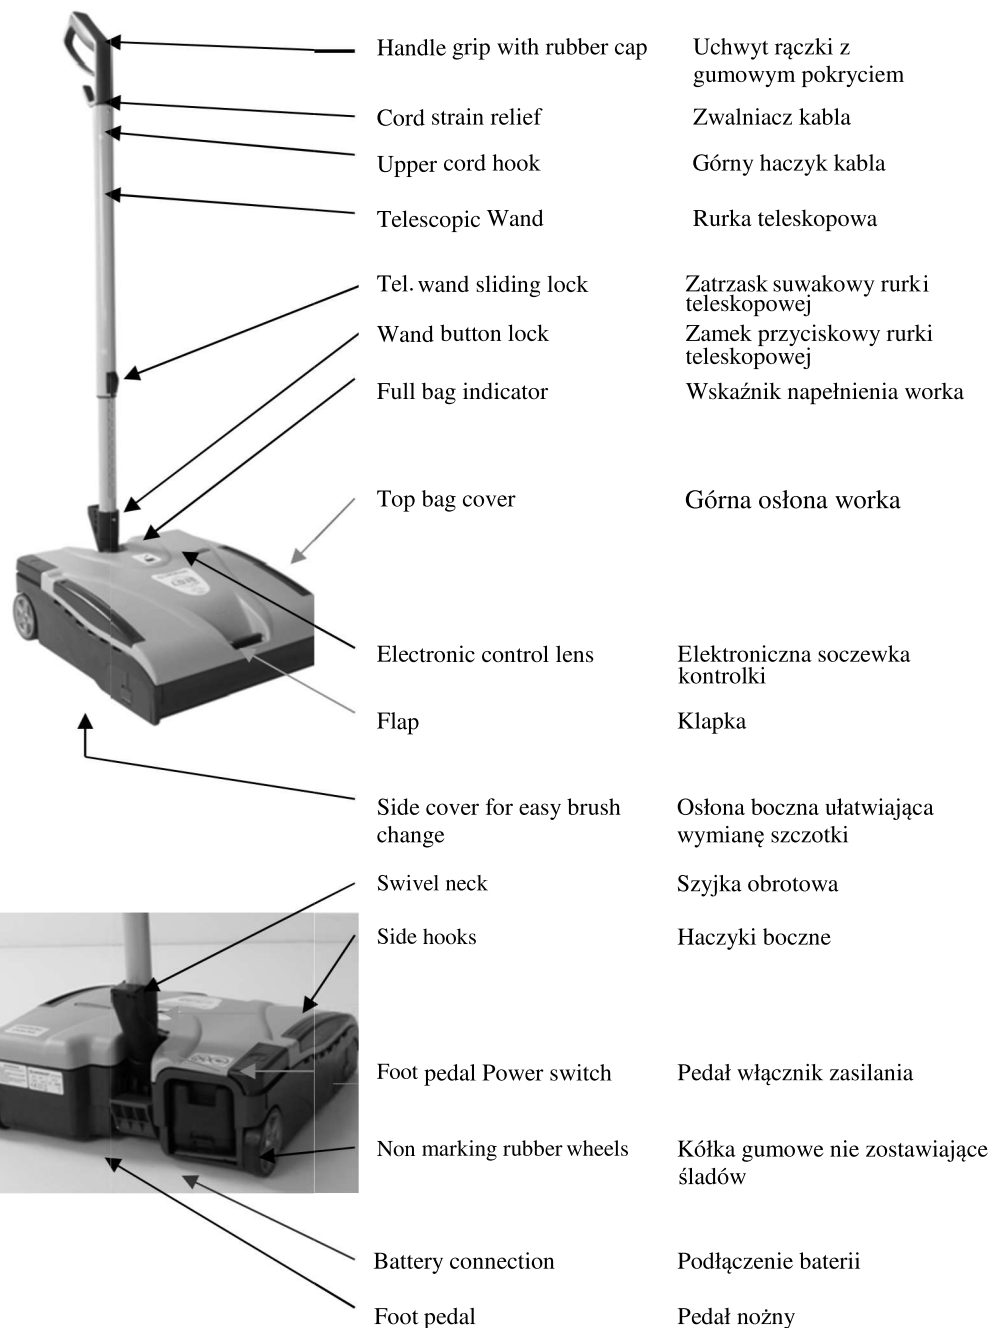 Handle grip with rubber cap Uchwyt rączki z
gumowym pokryciem
Cord strain relief Zwalniacz kabla
Upper cord hook Górny haczyk kabla
Telescopic Wand Rurka teleskopowa
Tel. wand sliding lock Zatrzask suwakowy rurki
teleskopowej
Wand button lock Zamek przyciskowy rurki
teleskopowej
Full bag indicator Wskaźnik napełnienia worka
Top bag cover Górna osłona worka
Electronic control lens Elektroniczna soczewka
kontrolki
Flap Klapka
Side cover for easy brush Osłona boczna ułatwiająca
change wymianę szczotki
Swivel neck Szyjka obrotowa
Side hooks Haczyki boczne
Foot pedal Power switch Pedał włącznik zasilania
Non marking rubber wheels Kółka gumowe nie zostawiające
śladów
Battery connection Podłączenie baterii
Foot pedal Pedał nożny